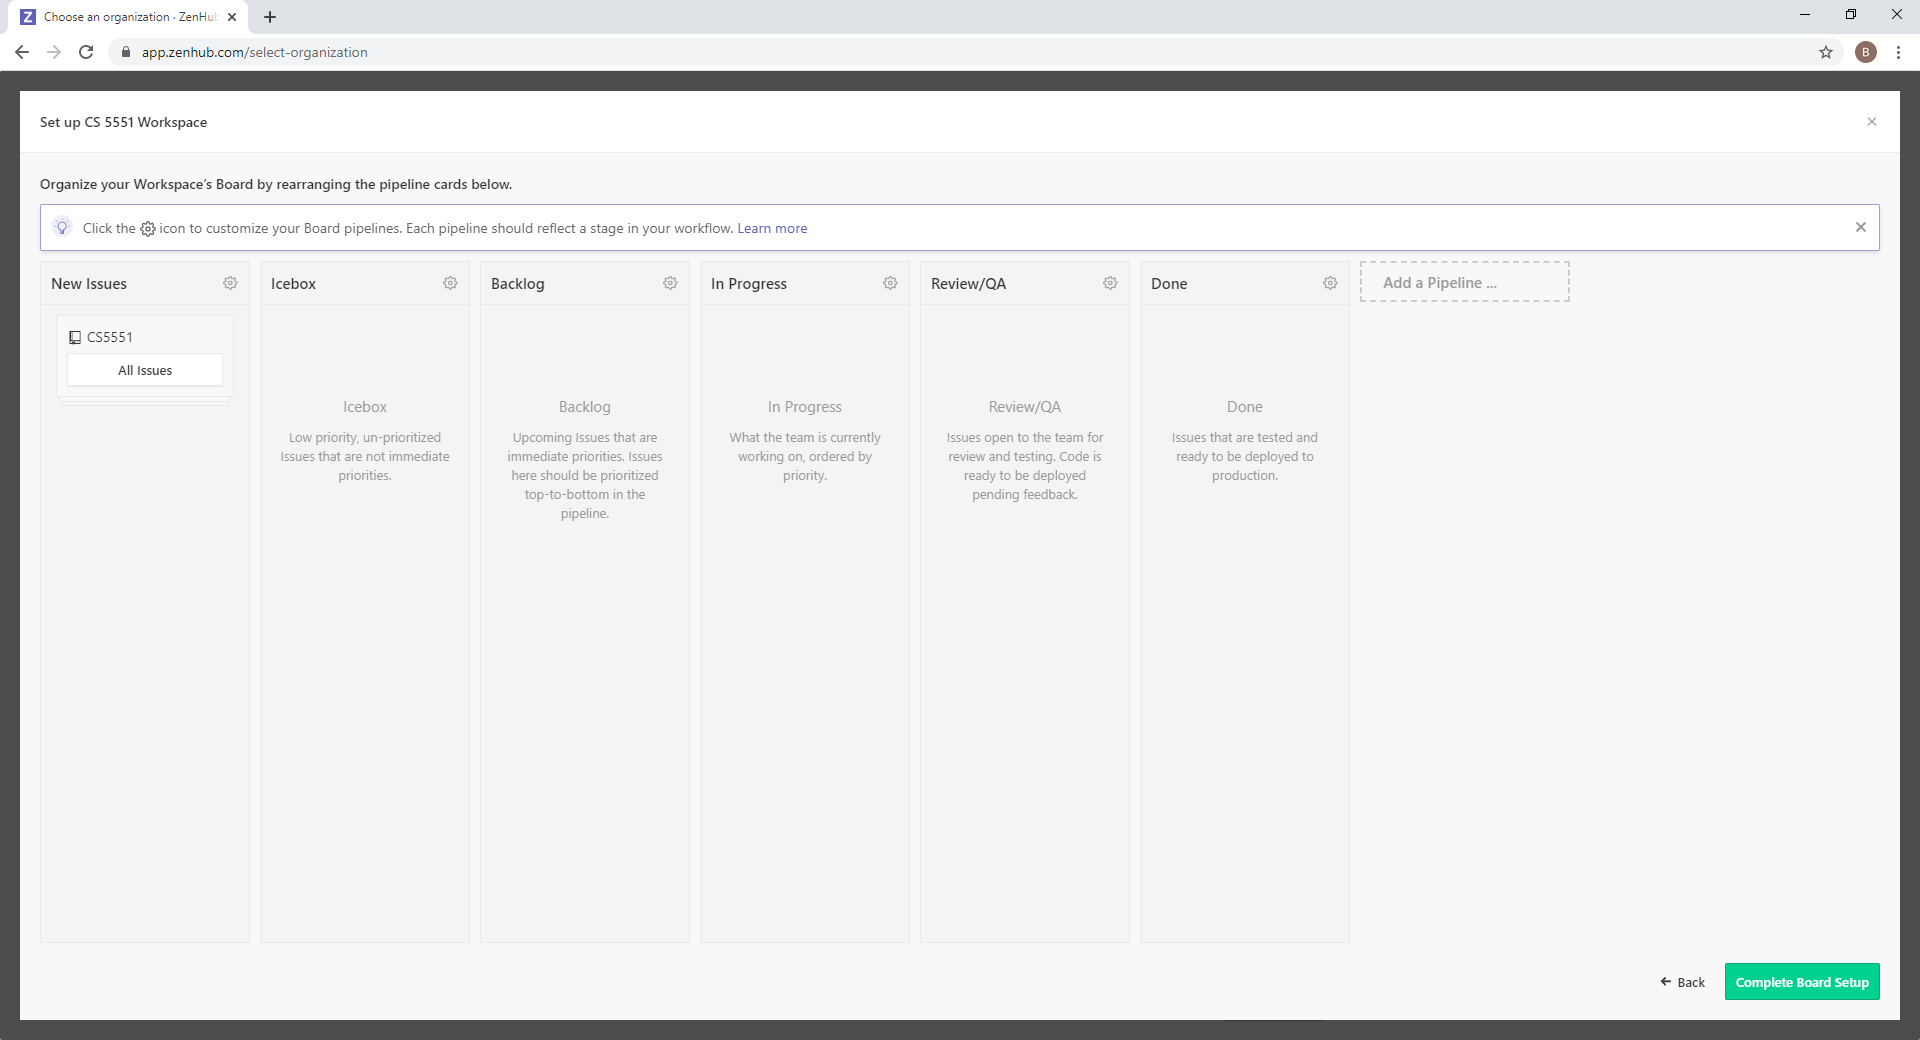 Choose an organization · ZenHub
app.zenhub.com/select-organization
B
Set up CS 5551 Workspace
Organize your Workspace's Board by rearranging the pipeline cards below.
Click the icon to customize your Board pipelines. Each pipeline should reflect a stage in your workflow. Learn more
New Issues
CS5551
All Issues
Icebox
Icebox
Low priority, un-prioritized
Issues that are not immediate
priorities.
Backlog
Backlog
Upcoming Issues that are
immediate priorities. Issues
here should be prioritized
top-to-bottom in the
pipeline.
In Progress
In Progress
What the team is currently
working on, ordered by
priority.
Review/QA
Review/QA
Issues open to the team for
review and testing. Code is
ready to be deployed
pending feedback.
Done
Done
Issues that are tested and
ready to be deployed to
production.
Add a Pipeline ...
Back
Complete Board Setup